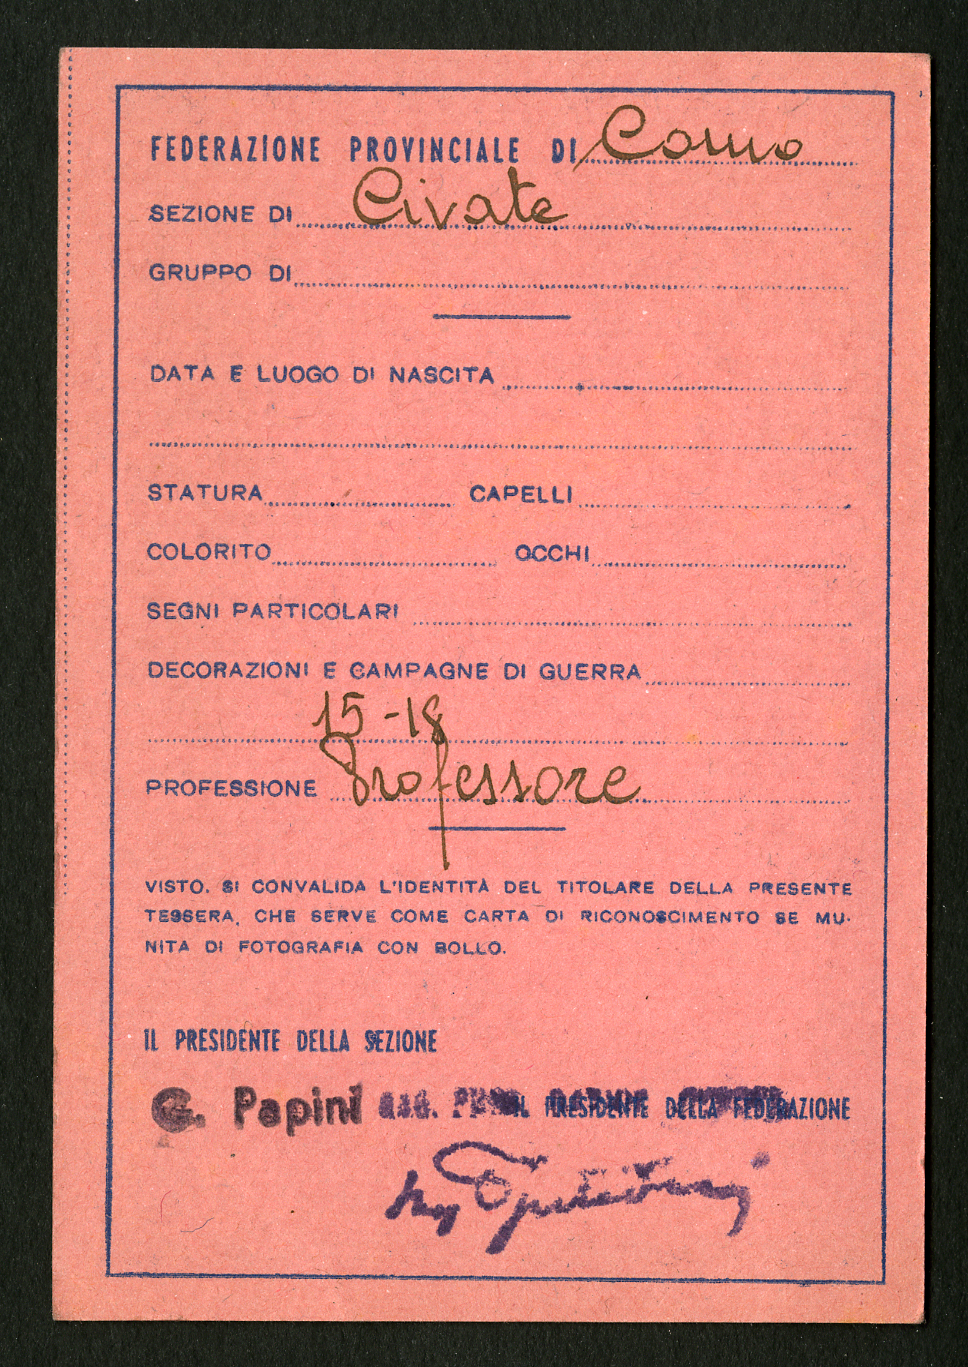 FEDERAZIONE PROVINCIALE DI Como
SEZIONE DI Civate
GRUPPO DI
DATA E LUOGO DI NASCITA
STATURA CAPELLI
COLORITO OCCHI
SEGNI PARTICOLARI
DECORAZIONI E CAMPAGNE DI GUERRA
15-18
PROFESSIONE Professore
VISTO. SI CONVALIDA L'IDENTITÀ DEL TITOLARE DELLA PRESENTE
TESSERA, CHE SERVE COME CARTA DI RICONOSCIMENTO SE MU-
NITA DI FOTOGRAFIA CON BOLLO.
IL PRESIDENTE DELLA SEZIONE
G. Papini
IL PRESIDENTE DELLA FEDERAZIONE